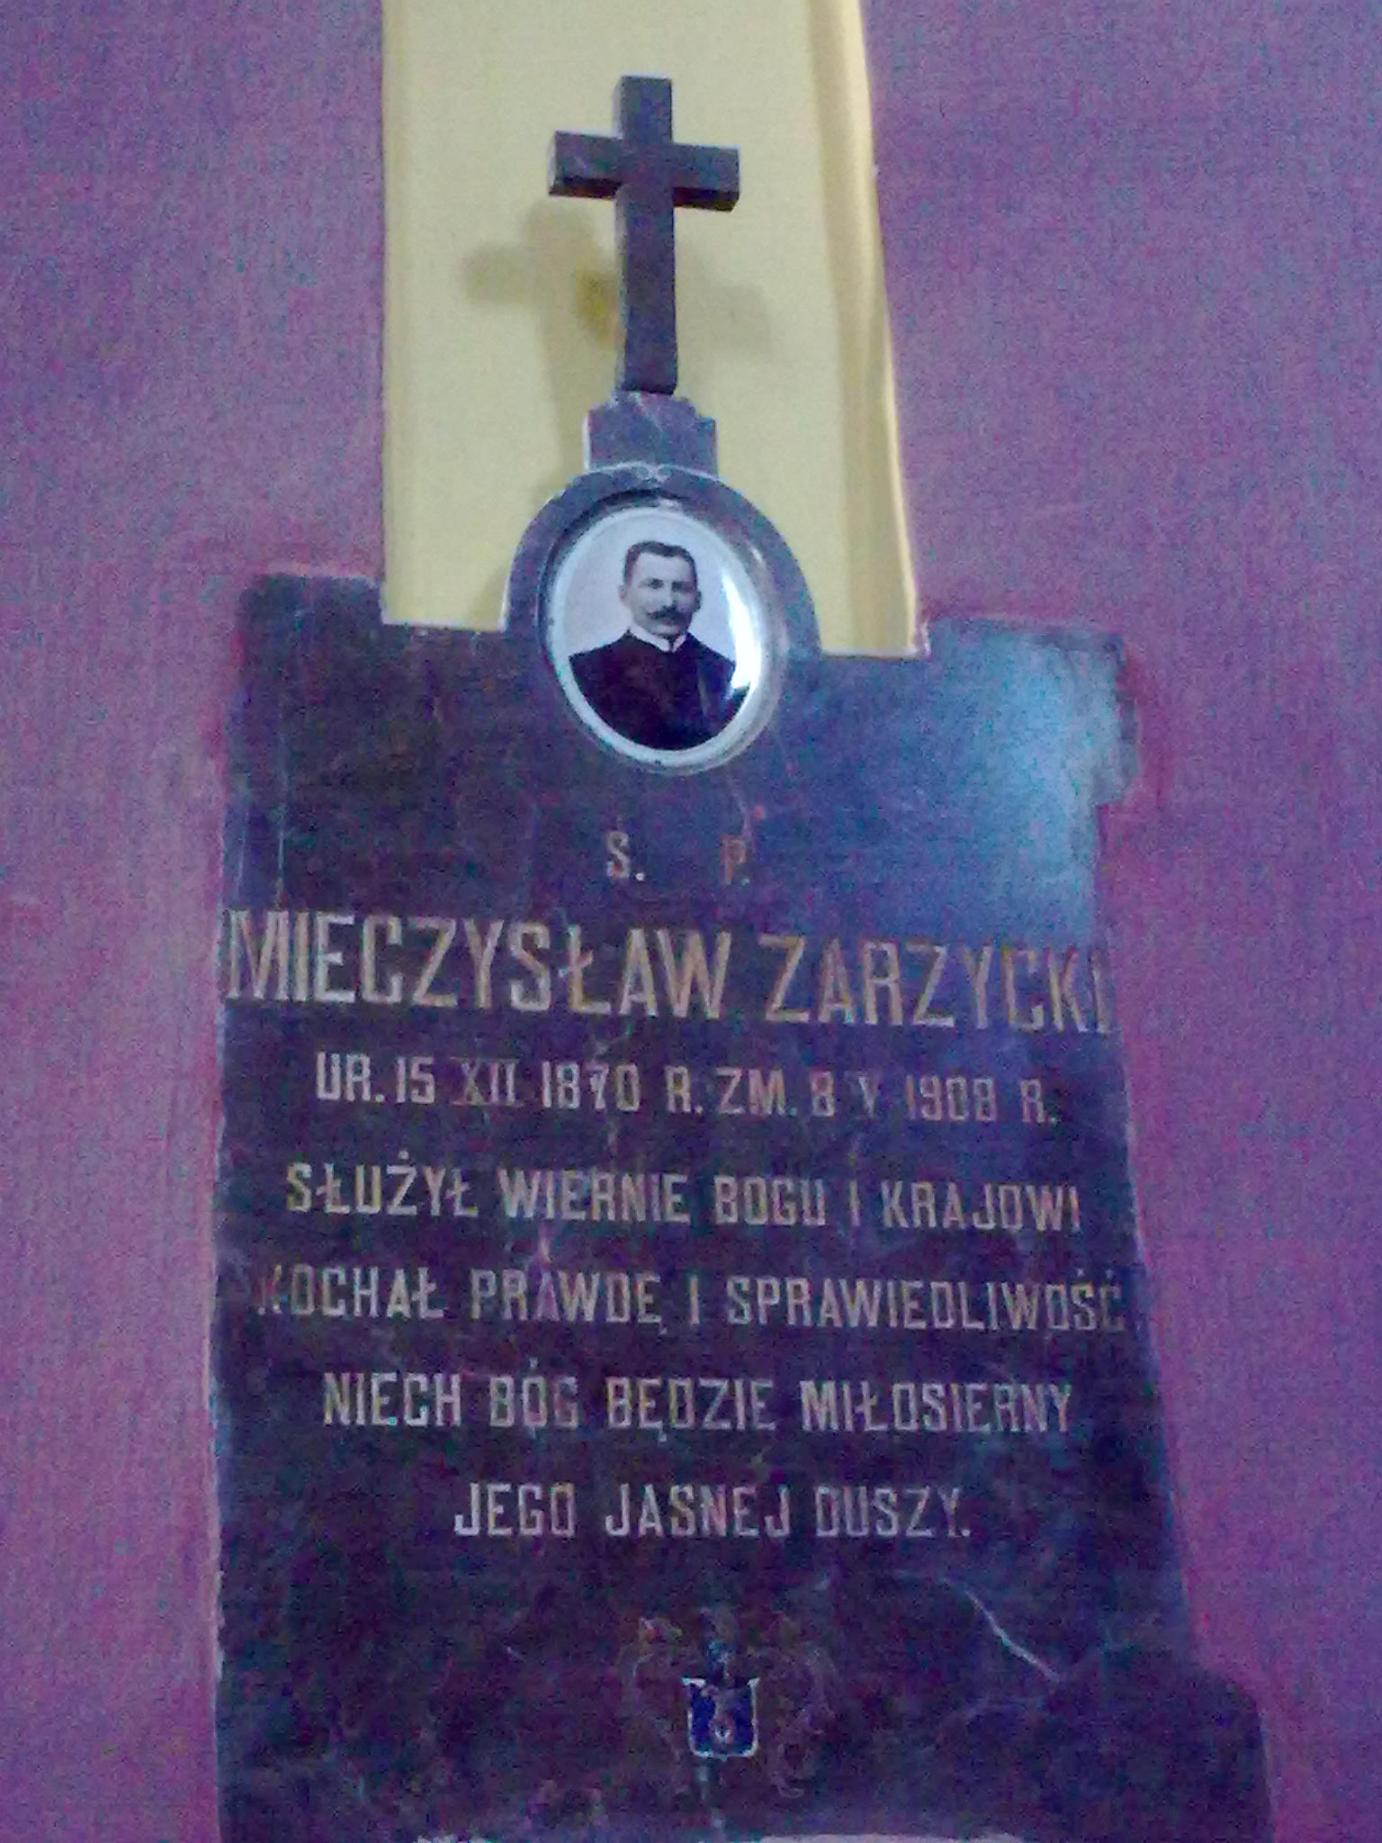 S. P.
MIECZYSŁAW ZARZYCKI
UR. 15 XII 1870 R. ZM. 8 V 1908 R.
SŁUŻYŁ WIERNIE BOGU I KRAJOWI
KOCHAŁ PRAWDĘ I SPRAWIEDLIWOŚĆ
NIECH BÓG BĘDZIE MIŁOSIERNY
JEGO JASNEJ DUSZY.